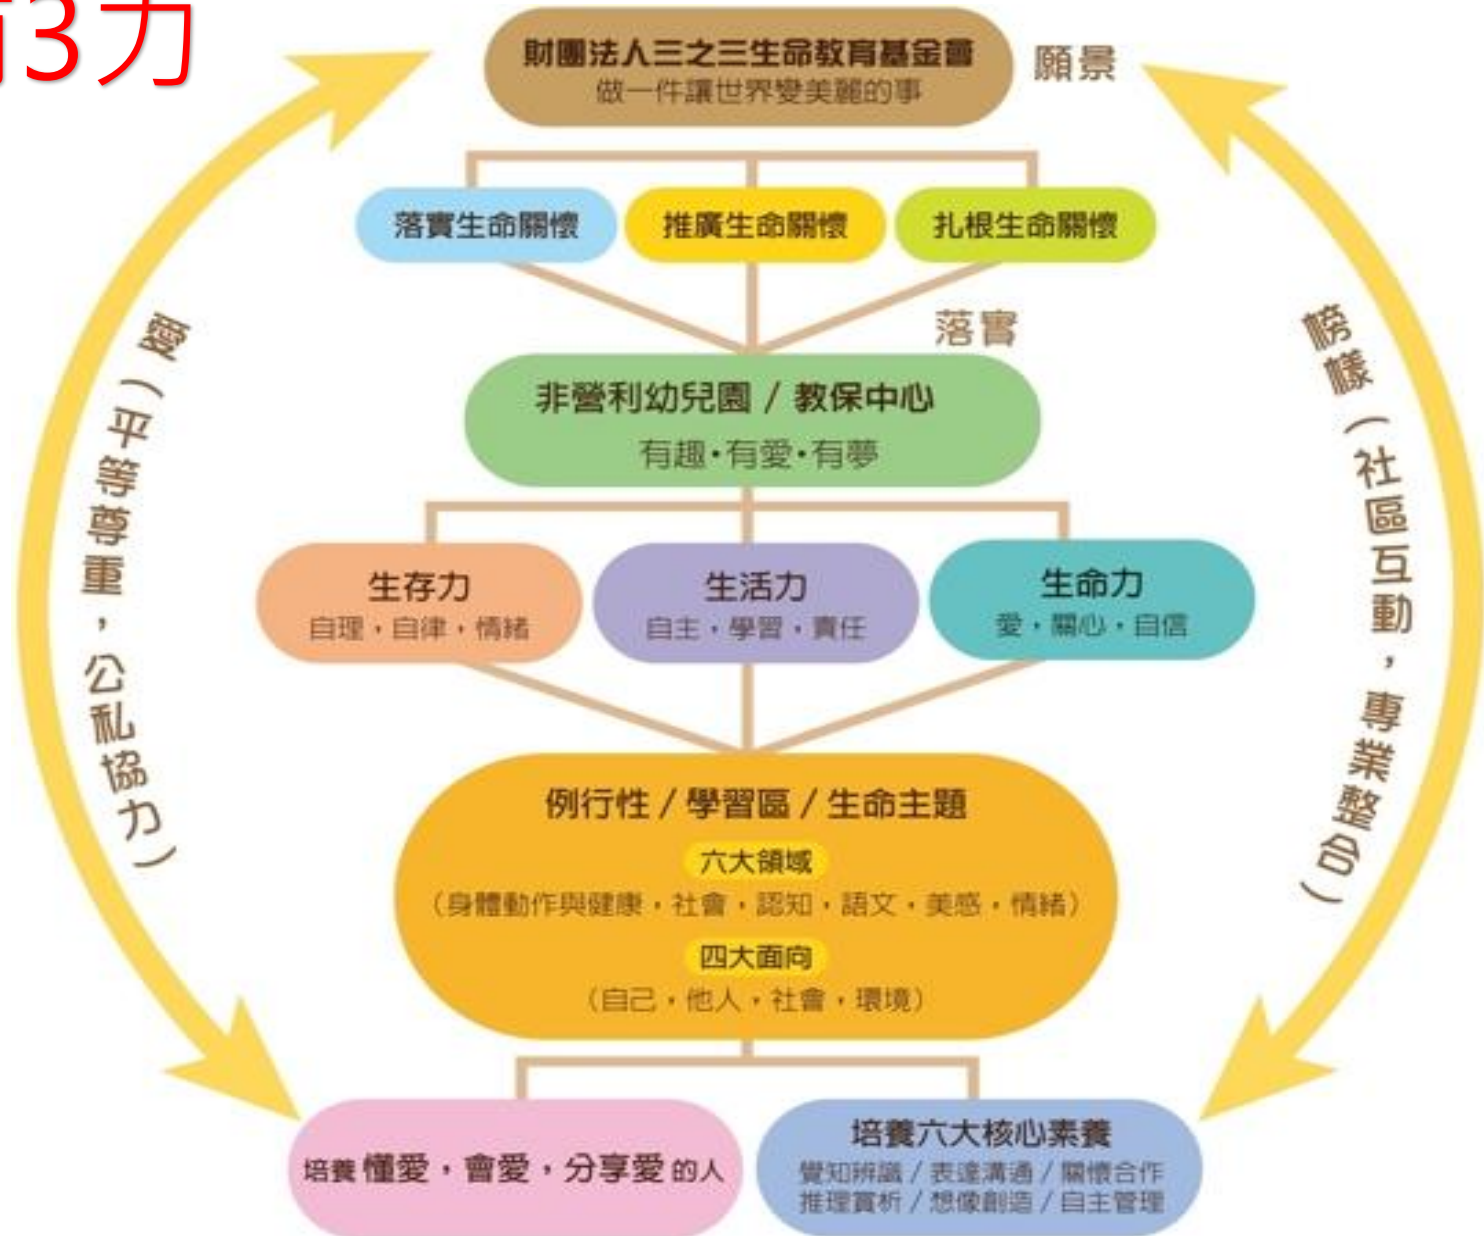 3力
財團法人三之三生命教育基金會
做一件讓世界變美麗的事
願景
落實生命關懷
推廣生命關懷
扎根生命關懷
落實
非營利幼兒園 / 教保中心
有趣・有愛・有夢
生存力
自理，自律，情緒
生活力
自主，學習，責任
生命力
愛，關心，自信
例行性 / 學習區 / 生命主題
六大領域
（身體動作與健康，社會，認知，語文，美感，情緒）
四大面向
（自己，他人，社會，環境）
培養 懂愛，會愛，分享愛 的人
培養六大核心素養
覺知辨識 / 表達溝通 / 關懷合作
推理賞析 / 想像創造 / 自主管理
愛（平等尊重，公私協力）
榜樣（社區互動，專業整合）